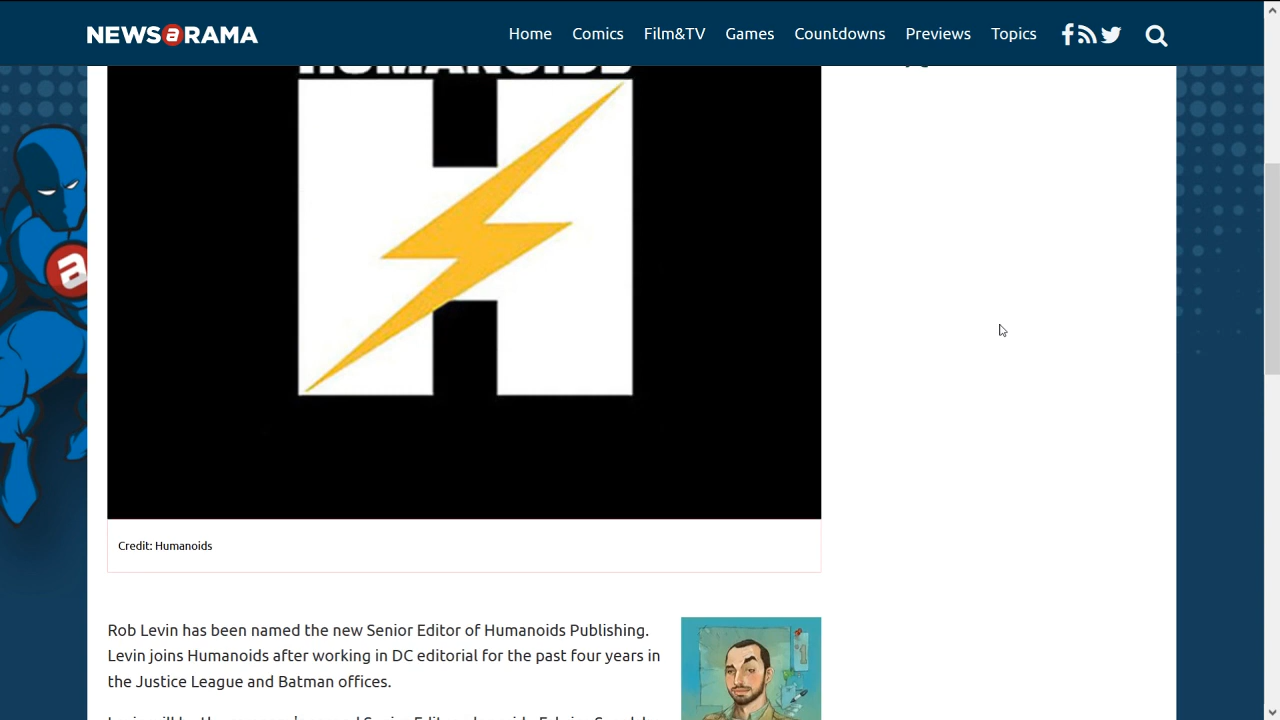 NEWSaRAMA
Home Comics Film&TV Games Countdowns Previews Topics
HUMANOIDS
H
a
Credit: Humanoids
Rob Levin has been named the new Senior Editor of Humanoids Publishing.
Levin joins Humanoids after working in DC editorial for the past four years in
the Justice League and Batman offices.